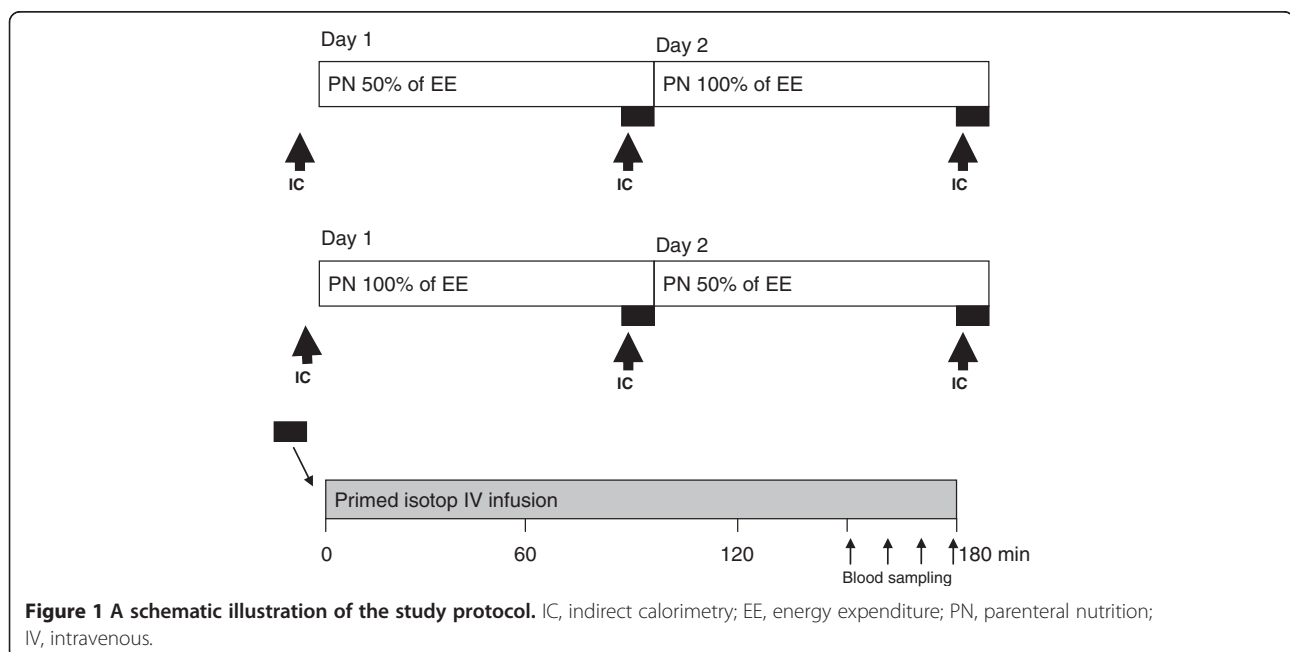 Day 1 Day 2
PN 50% of EE PN 100% of EE
IC IC IC
Day 1 Day 2
PN 100% of EE PN 50% of EE
IC IC IC
Primed isotop IV infusion
0 60 120 180 min
Blood sampling
Figure 1 A schematic illustration of the study protocol. IC, indirect calorimetry; EE, energy expenditure; PN, parenteral nutrition;
IV, intravenous.